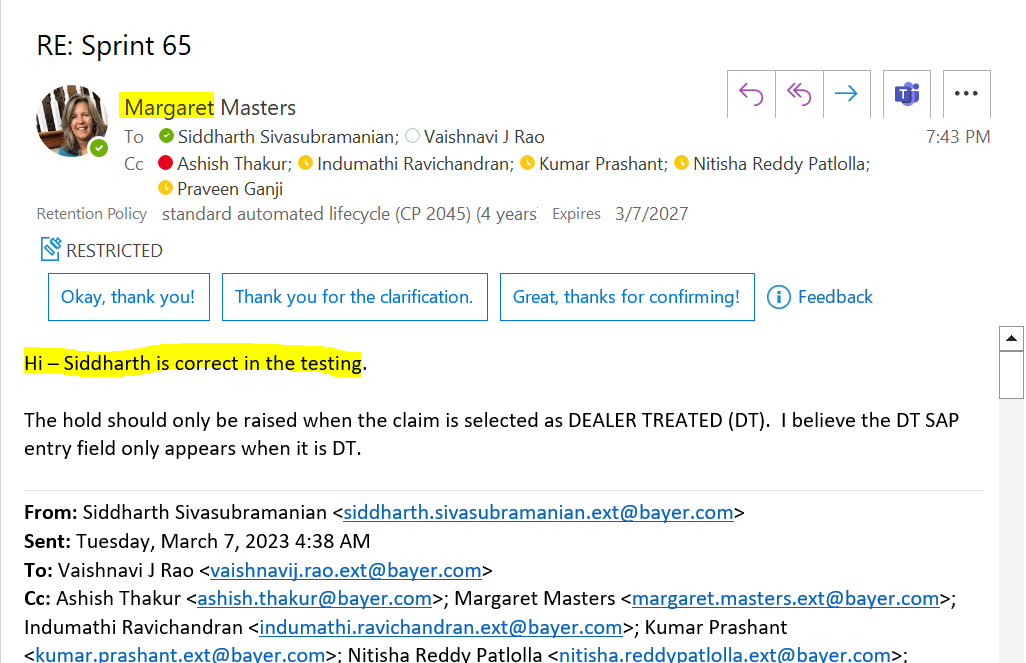 RE: Sprint 65
Margaret Masters
To Siddharth Sivasubramanian; Vaishnavi J Rao 7:43 PM
Cc Ashish Thakur; Indumathi Ravichandran; Kumar Prashant; Nitisha Reddy Patlolla;
Praveen Ganji
Retention Policy standard automated lifecycle (CP 2045) (4 years) Expires 3/7/2027
RESTRICTED
Okay, thank you! Thank you for the clarification. Great, thanks for confirming! Feedback
Hi – Siddharth is correct in the testing.
The hold should only be raised when the claim is selected as DEALER TREATED (DT). I believe the DT SAP
entry field only appears when it is DT.
From: Siddharth Sivasubramanian <siddharth.sivasubramanian.ext@bayer.com>
Sent: Tuesday, March 7, 2023 4:38 AM
To: Vaishnavi J Rao <vaishnavij.rao.ext@bayer.com>
Cc: Ashish Thakur <ashish.thakur@bayer.com>; Margaret Masters <margaret.masters.ext@bayer.com>;
Indumathi Ravichandran <indumathi.ravichandran.ext@bayer.com>; Kumar Prashant
<kumar.prashant.ext@bayer.com>; Nitisha Reddy Patlolla <nitisha.reddypatlolla.ext@bayer.com>;